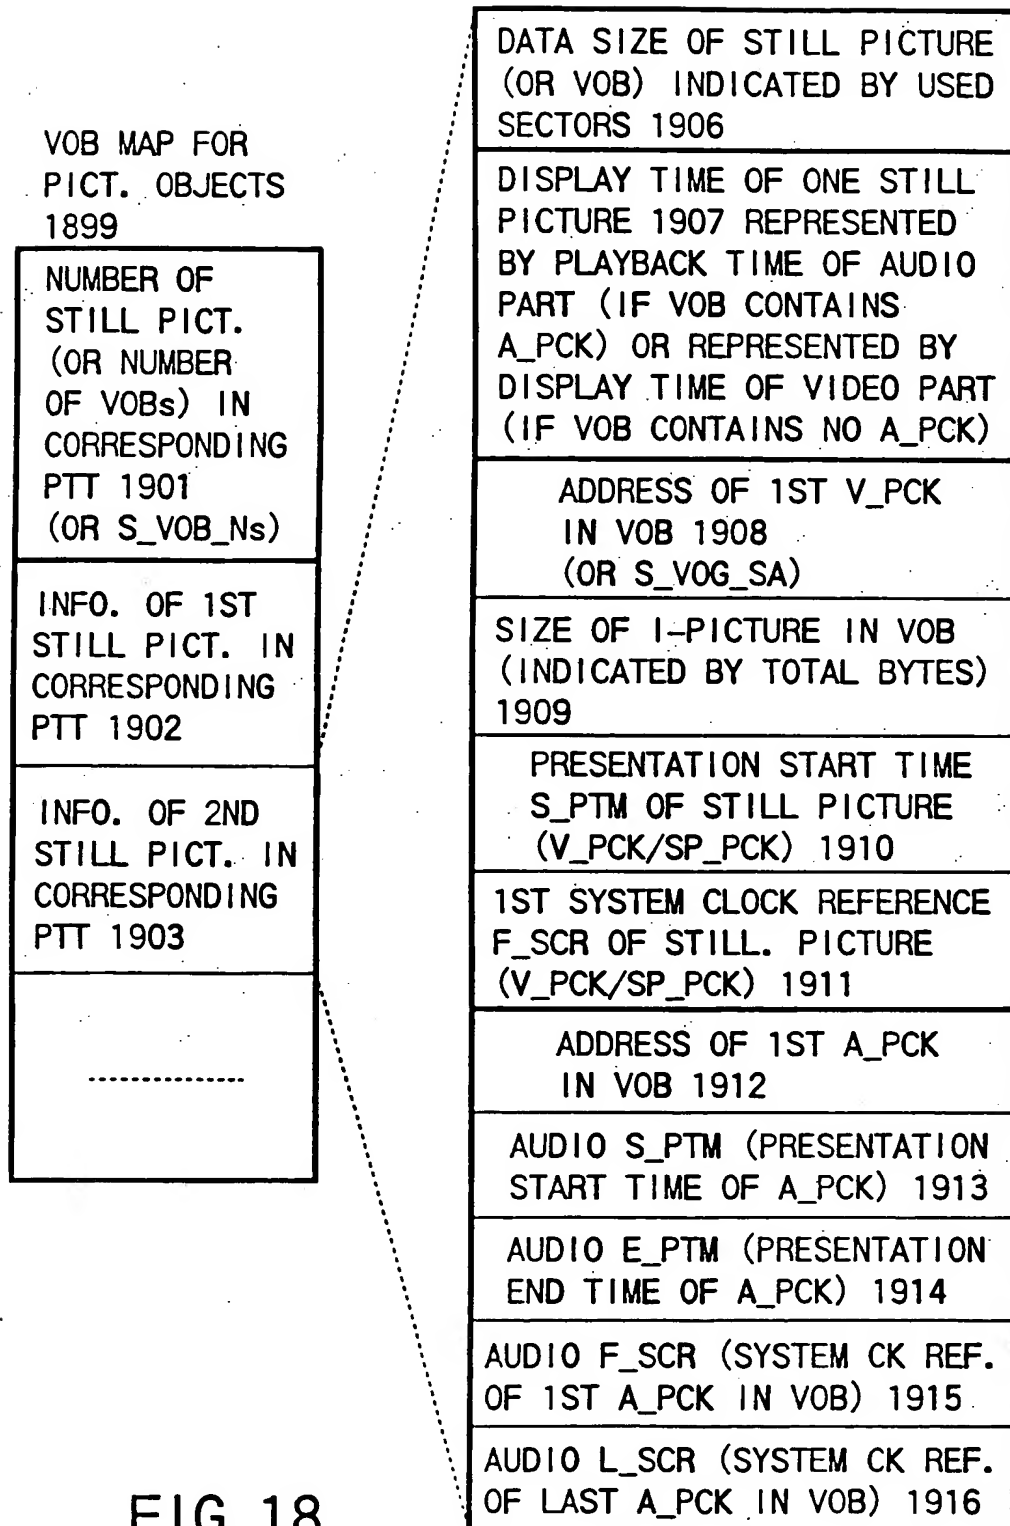 VOB MAP FOR
PICT. OBJECTS
1899
NUMBER OF
STILL PICT.
(OR NUMBER
OF VOBs) IN
CORRESPONDING
PTT 1901
(OR S_VOB_Ns)
INFO. OF 1ST
STILL PICT. IN
CORRESPONDING
PTT 1902
INFO. OF 2ND
STILL PICT. IN
CORRESPONDING
PTT 1903
DATA SIZE OF STILL PICTURE
(OR VOB) INDICATED BY USED
SECTORS 1906
DISPLAY TIME OF ONE STILL
PICTURE 1907 REPRESENTED
BY PLAYBACK TIME OF AUDIO
PART (IF VOB CONTAINS
A_PCK) OR REPRESENTED BY
DISPLAY TIME OF VIDEO PART
(IF VOB CONTAINS NO A_PCK)
ADDRESS OF 1ST V_PCK
IN VOB 1908
(OR S_VOG_SA)
SIZE OF I-PICTURE IN VOB
(INDICATED BY TOTAL BYTES)
1909
PRESENTATION START TIME
S_PTM OF STILL PICTURE
(V_PCK/SP_PCK) 1910
1ST SYSTEM CLOCK REFERENCE
F_SCR OF STILL. PICTURE
(V_PCK/SP_PCK) 1911
ADDRESS OF 1ST A_PCK
IN VOB 1912
AUDIO S_PTM (PRESENTATION
START TIME OF A_PCK) 1913
AUDIO E_PTM (PRESENTATION
END TIME OF A_PCK) 1914
AUDIO F_SCR (SYSTEM CK REF.
OF 1ST A_PCK IN VOB) 1915
AUDIO L_SCR (SYSTEM CK REF.
OF LAST A_PCK IN VOB) 1916
FIG. 18